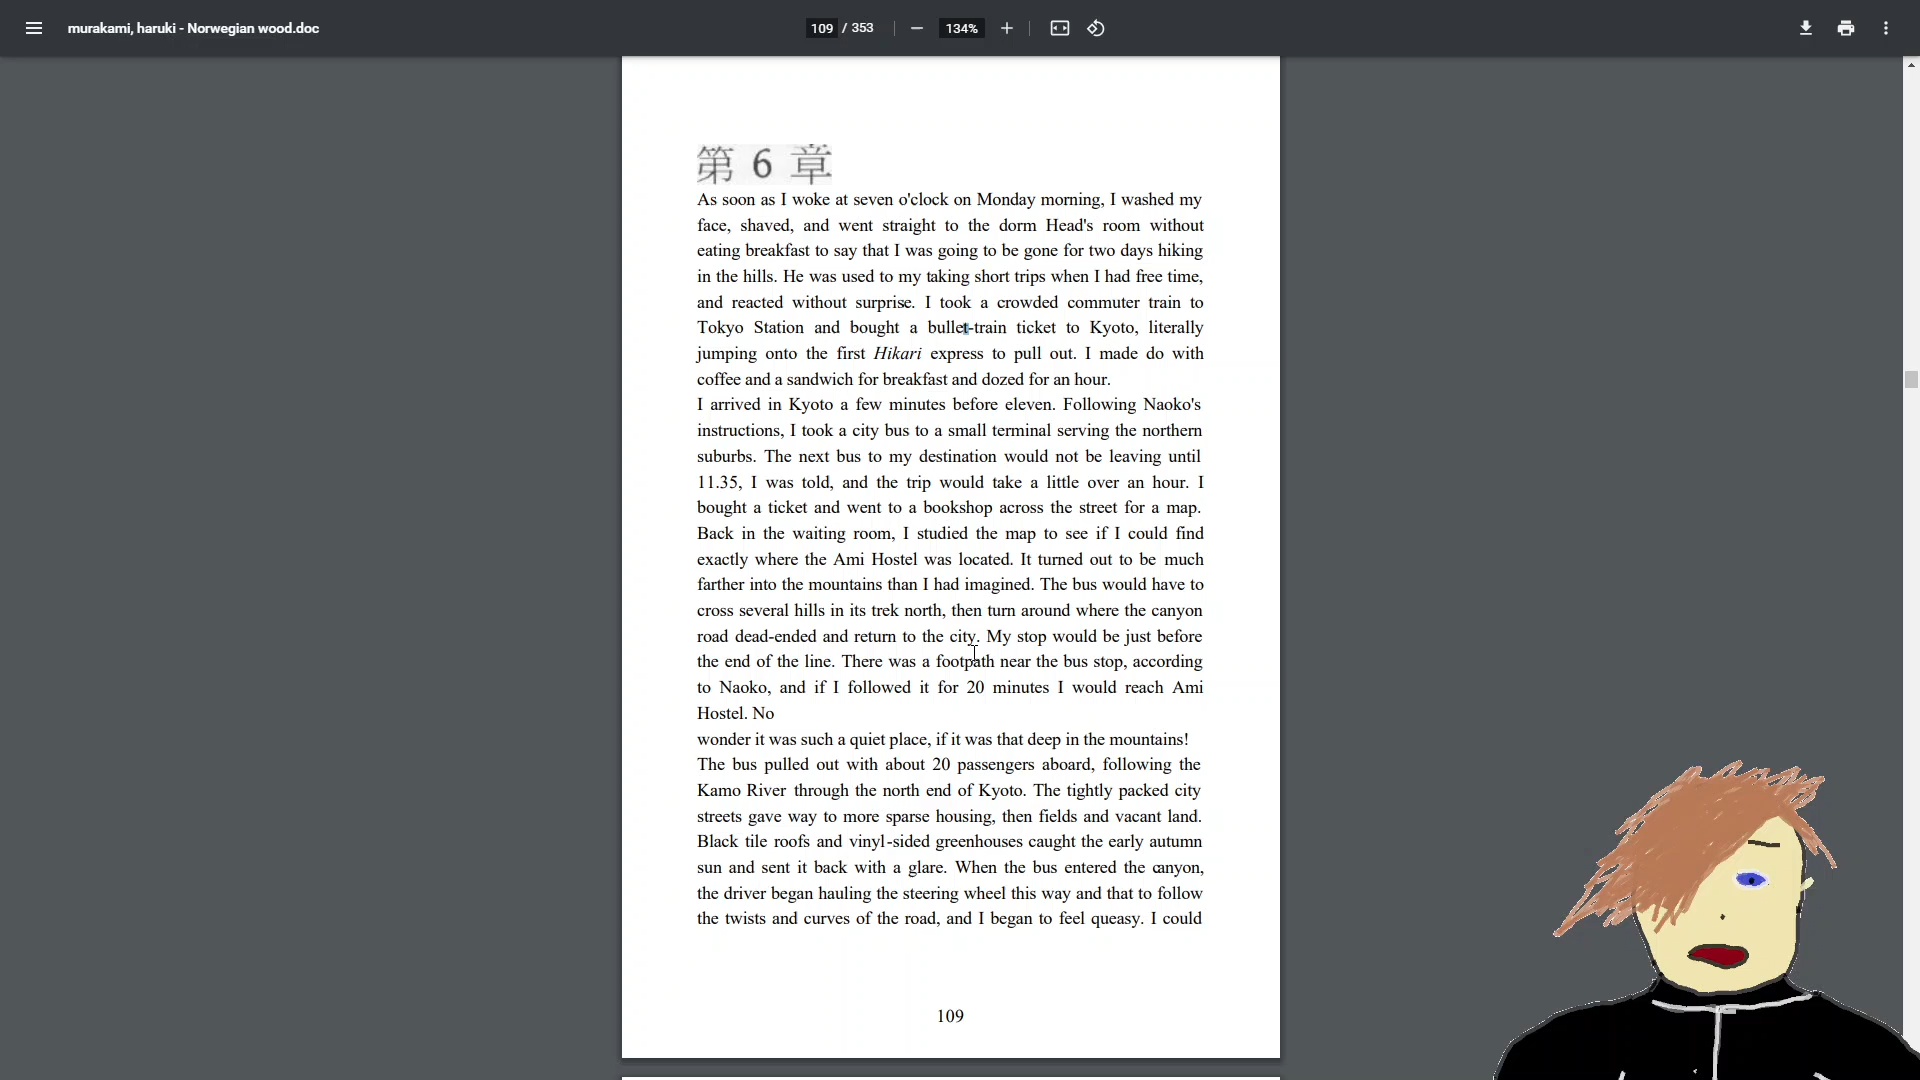 murakami, haruki - Norwegian wood.doc
109 / 353
134%
第 6 章
As soon as I woke at seven o'clock on Monday morning, I washed my
face, shaved, and went straight to the dorm Head's room without
eating breakfast to say that I was going to be gone for two days hiking
in the hills. He was used to my taking short trips when I had free time,
and reacted without surprise. I took a crowded commuter train to
Tokyo Station and bought a bullet-train ticket to Kyoto, literally
jumping onto the first Hikari express to pull out. I made do with
coffee and a sandwich for breakfast and dozed for an hour.
I arrived in Kyoto a few minutes before eleven. Following Naoko's
instructions, I took a city bus to a small terminal serving the northern
suburbs. The next bus to my destination would not be leaving until
11.35, I was told, and the trip would take a little over an hour. I
bought a ticket and went to a bookshop across the street for a map.
Back in the waiting room, I studied the map to see if I could find
exactly where the Ami Hostel was located. It turned out to be much
farther into the mountains than I had imagined. The bus would have to
cross several hills in its trek north, then turn around where the canyon
road dead-ended and return to the city. My stop would be just before
the end of the line. There was a footpath near the bus stop, according
to Naoko, and if I followed it for 20 minutes I would reach Ami
Hostel. No
wonder it was such a quiet place, if it was that deep in the mountains!
The bus pulled out with about 20 passengers aboard, following the
Kamo River through the north end of Kyoto. The tightly packed city
streets gave way to more sparse housing, then fields and vacant land.
Black tile roofs and vinyl-sided greenhouses caught the early autumn
sun and sent it back with a glare. When the bus entered the canyon,
the driver began hauling the steering wheel this way and that to follow
the twists and curves of the road, and I began to feel queasy. I could
109